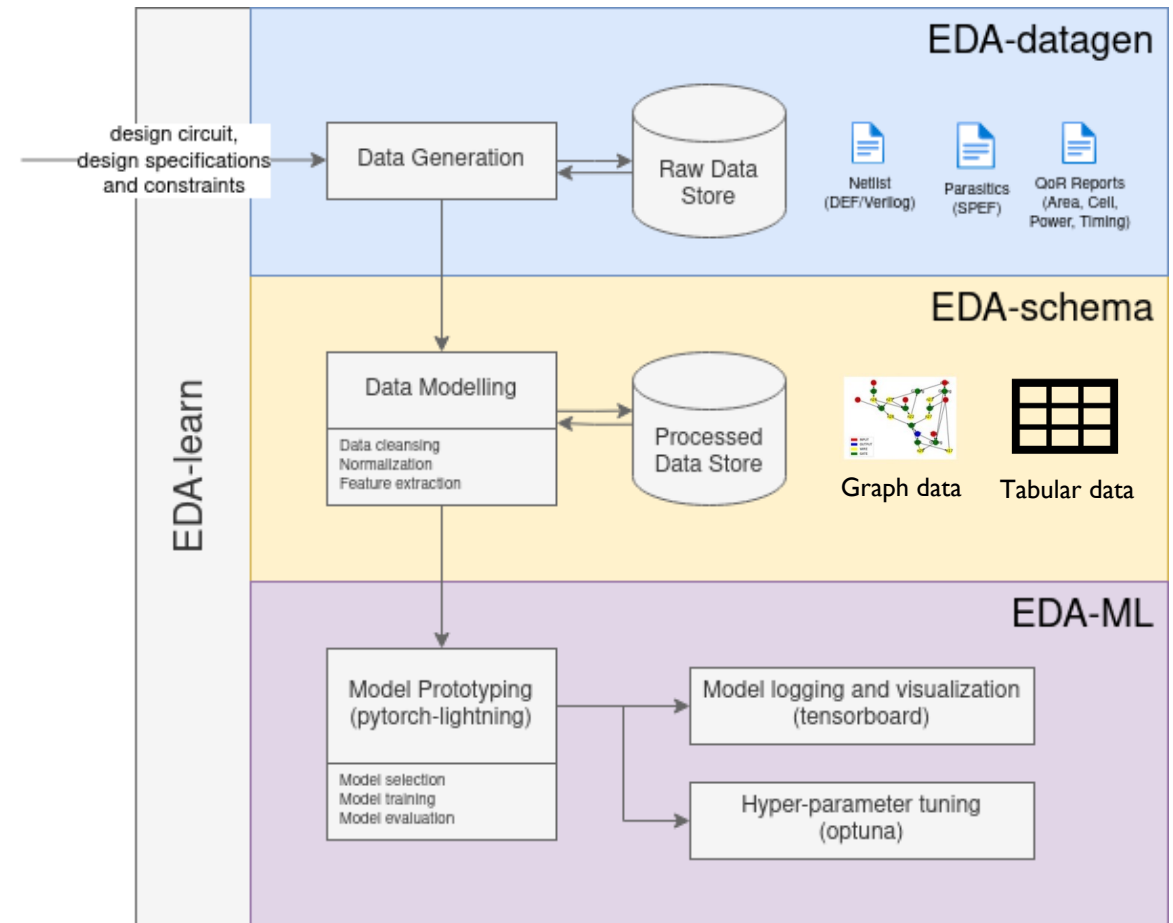 EDA-datagen
design circuit,
design specifications
and constraints
Data Generation
Raw Data
Store
Netlist
(DEF/Verilog)
Parasitics
(SPEF)
QoR Reports
(Area, Cell,
Power, Timing)
EDA-learn
EDA-schema
Data Modelling
Data cleansing
Normalization
Feature extraction
Processed
Data Store
Graph data
Tabular data
EDA-ML
Model Prototyping
(pytorch-lightning)
Model selection
Model training
Model evaluation
Model logging and visualization
(tensorboard)
Hyper-parameter tuning
(optuna)